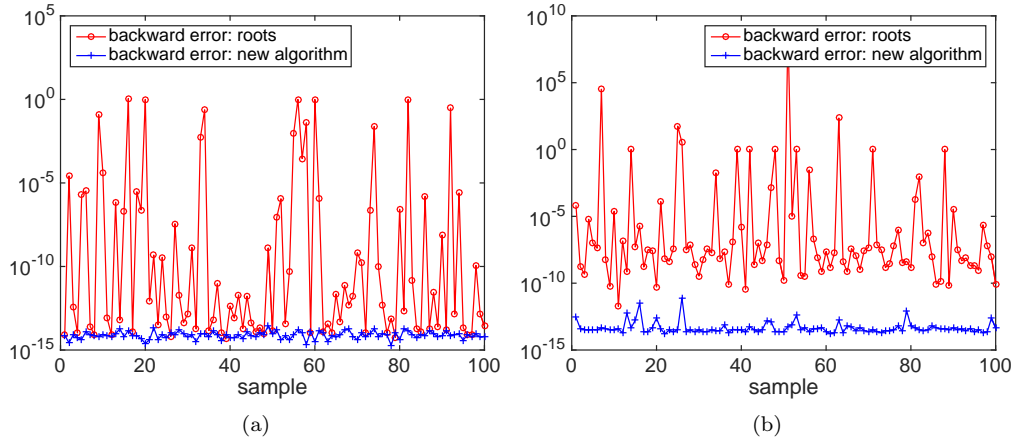 10^5
10^0
10^-5
10^-10
10^-15
backward error: roots
backward error: new algorithm
0 20 40 60 80 100
sample
(a)
10^10
10^5
10^0
10^-5
10^-10
10^-15
backward error: roots
backward error: new algorithm
0 20 40 60 80 100
sample
(b)